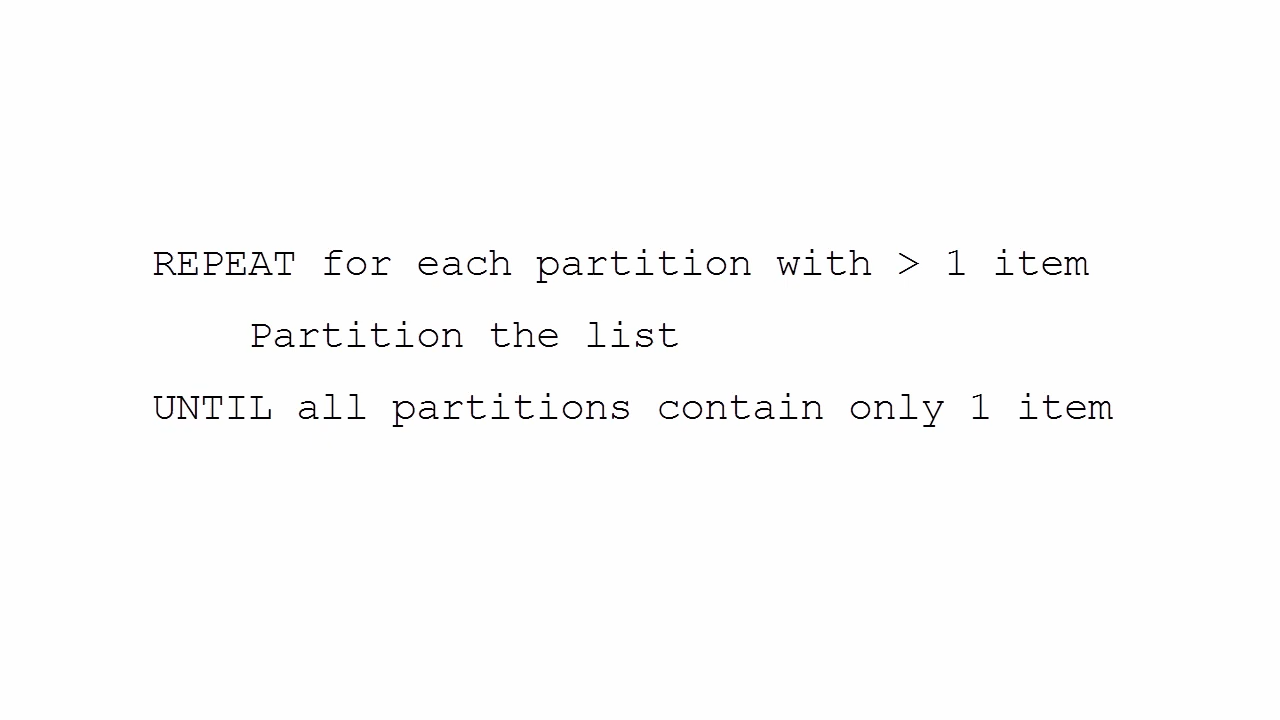 REPEAT for each partition with > 1 item
Partition the list
UNTIL all partitions contain only 1 item